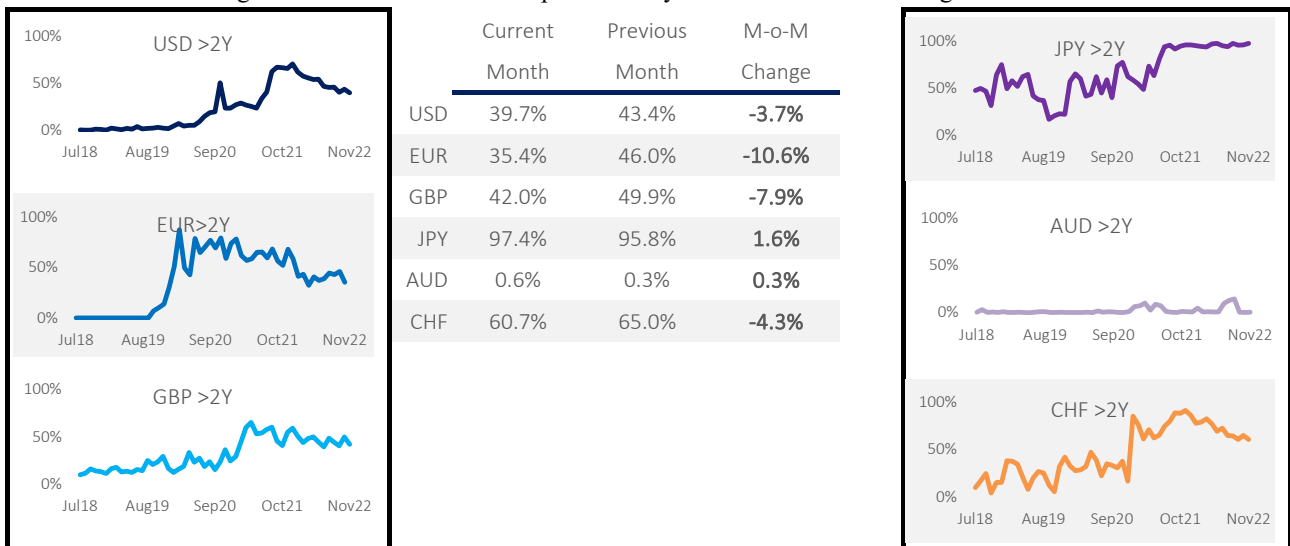 100%
USD >2Y
50%
0%
Jul18 Aug19 Sep20 Oct21 Nov22
100%
EUR>2Y
50%
0%
Jul18 Aug19 Sep20 Oct21 Nov22
100%
GBP >2Y
50%
0%
Jul18 Aug19 Sep20 Oct21 Nov22
Current Previous M-o-M
Month Month Change
USD 39.7% 43.4% -3.7%
EUR 35.4% 46.0% -10.6%
GBP 42.0% 49.9% -7.9%
JPY 97.4% 95.8% 1.6%
AUD 0.6% 0.3% 0.3%
CHF 60.7% 65.0% -4.3%
100%
JPY >2Y
50%
0%
Jul18 Aug19 Sep20 Oct21 Nov22
100%
AUD >2Y
50%
0%
Jul18 Aug19 Sep20 Oct21 Nov22
100%
CHF >2Y
50%
0%
Jul18 Aug19 Sep20 Oct21 Nov22